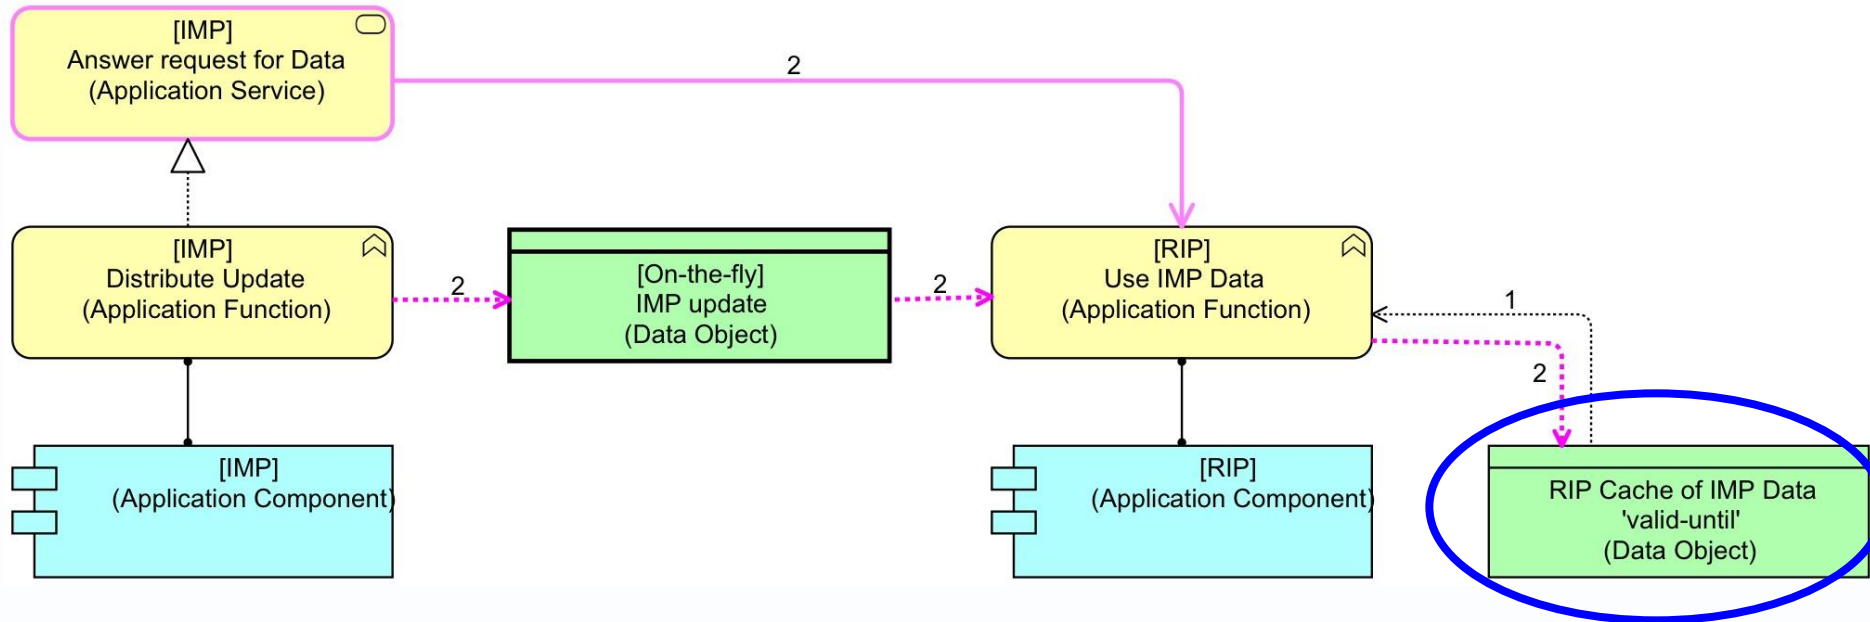 [IMP]
Answer request for Data
(Application Service)
2
[IMP]
Distribute Update
(Application Function)
2
[On-the-fly]
IMP update
(Data Object)
2
[RIP]
Use IMP Data
(Application Function)
1
2
[IMP]
(Application Component)
[RIP]
(Application Component)
RIP Cache of IMP Data
'valid-until'
(Data Object)